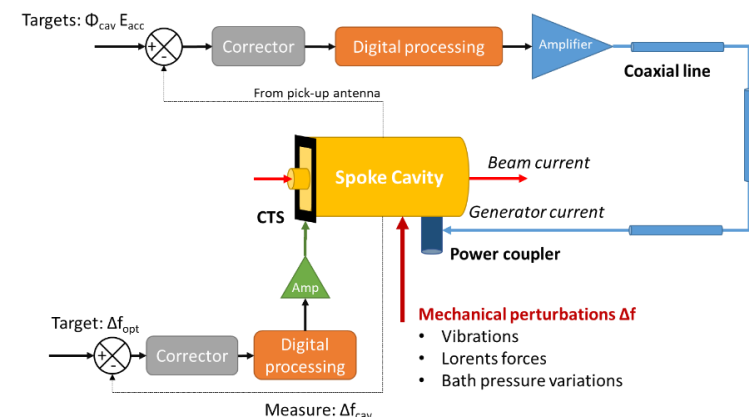 Targets: Φcav Eacc
+
-
Corrector
Digital processing
Amplifier
Coaxial line
From pick-up antenna
Spoke Cavity
Beam current
CTS
Generator current
Power coupler
Amp
Mechanical perturbations Δf
• Vibrations
• Lorents forces
• Bath pressure variations
Target: Δfopt
+
-
Corrector
Digital
processing
Measure: Δfcav